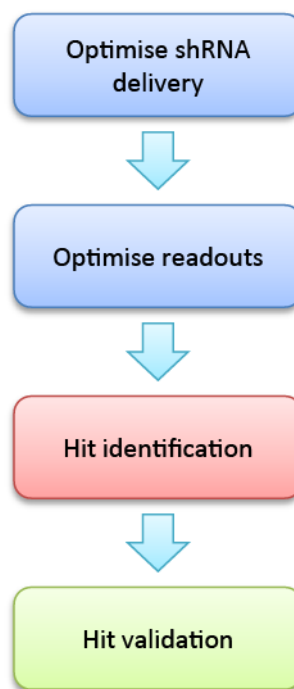 Optimise shRNA
delivery
Optimise readouts
Hit identification
Hit validation